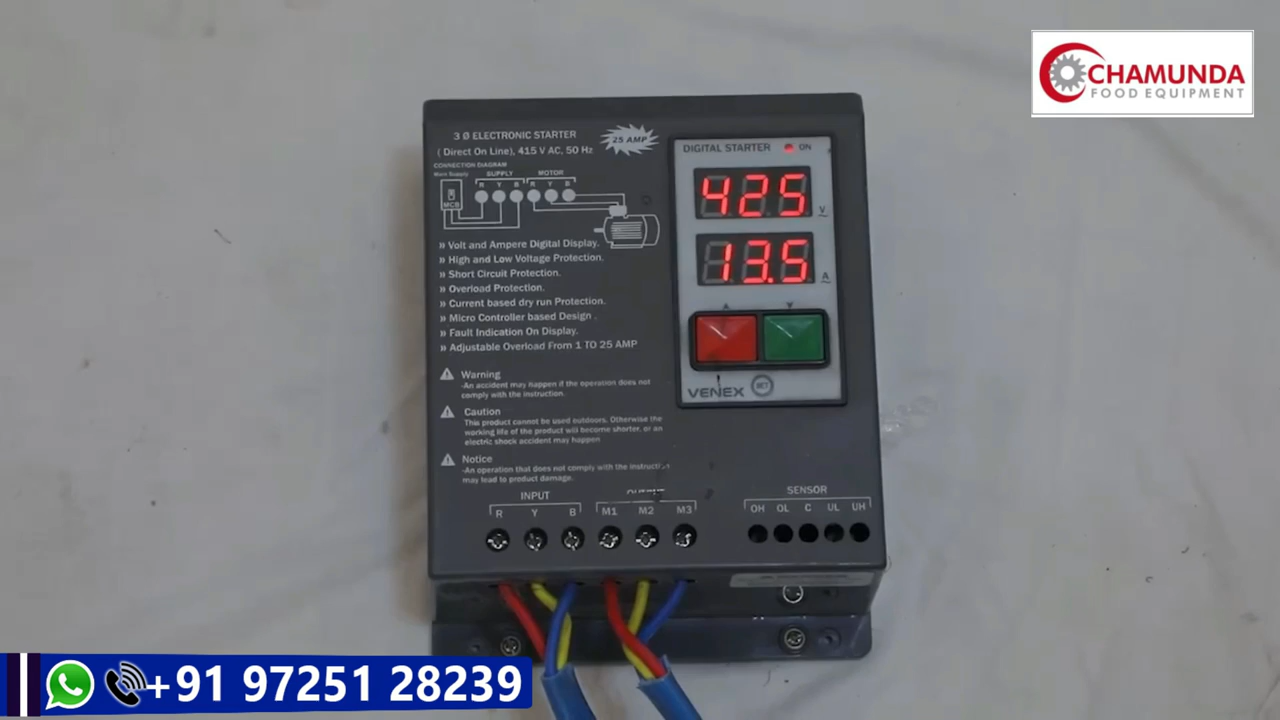 CHAMUNDA
FOOD EQUIPMENT
3 Ø ELECTRONIC STARTER
( Direct On Line), 415 V AC, 50 Hz
25 AMP
CONNECTION DIAGRAM
Main Supply
SUPPLY
MOTOR
R Y B R Y B
MCB
» Volt and Ampere Digital Display.
» High and Low Voltage Protection.
» Short Circuit Protection.
» Overload Protection.
» Current based dry run Protection.
» Micro Controller based Design .
» Fault Indication On Display.
» Adjustable Overload From 1 TO 25 AMP
Warning
-An accident may happen if the operation does not
comply with the instruction.
Caution
This product cannot be used outdoors. Otherwise the
working life of the product will become shorter, or an
electric shock accident may happen
Notice
-An operation that does not comply with the instruction
may lead to product damage.
DIGITAL STARTER ON
425 V
13.5 A
VENEX SET
INPUT
OUTPUT
R Y B M1 M2 M3
SENSOR
OH OL C UL UH
+91 97251 28239